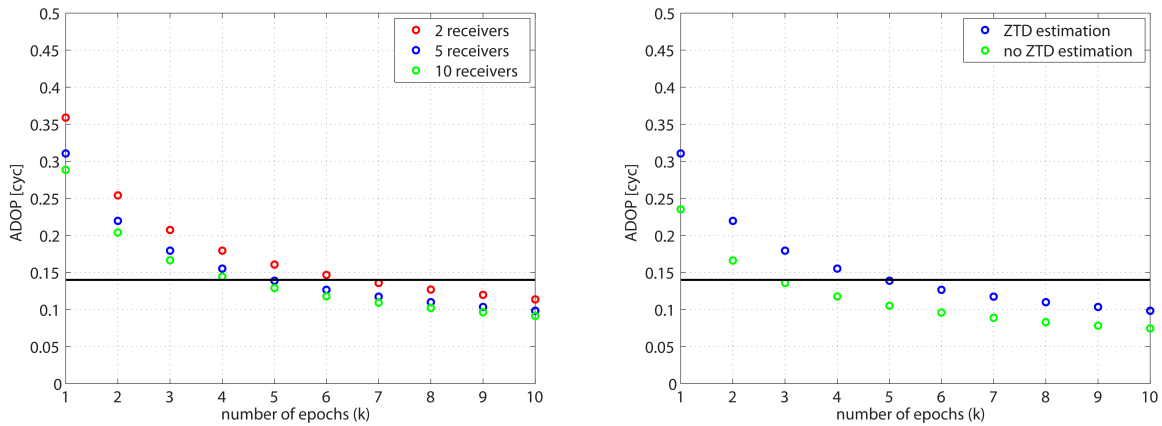 0.5
0.45
0.4
0.35
0.3
0.25
0.2
0.15
0.1
0.05
0
ADOP [cyc]
2 receivers
5 receivers
10 receivers
1 2 3 4 5 6 7 8 9 10
number of epochs (k)
0.5
0.45
0.4
0.35
0.3
0.25
0.2
0.15
0.1
0.05
0
ADOP [cyc]
ZTD estimation
no ZTD estimation
1 2 3 4 5 6 7 8 9 10
number of epochs (k)